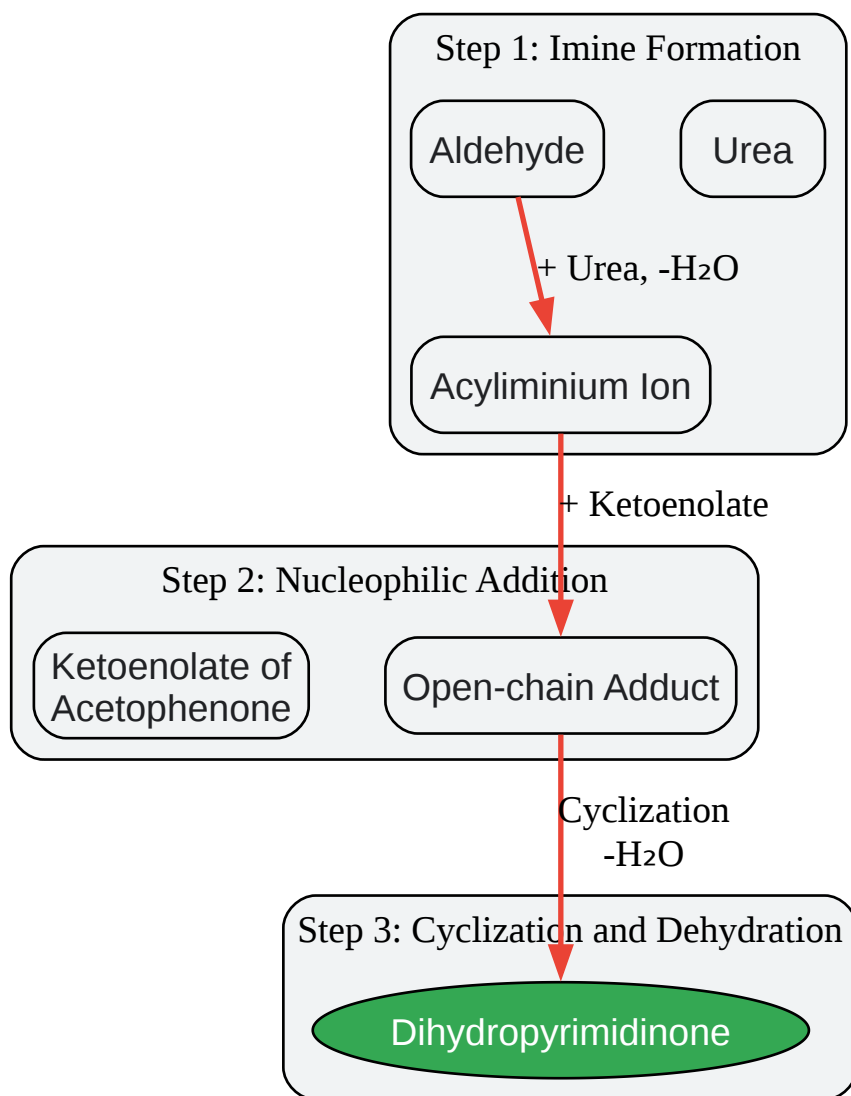 Step 1: Imine Formation
Aldehyde
Urea
+ Urea, -H₂O
Acyliminium Ion
+ Ketoenolate
Step 2: Nucleophilic Addition
Ketoenolate of
Acetophenone
Open-chain Adduct
Cyclization
-H₂O
Step 3: Cyclization and Dehydration
Dihydropyrimidinone